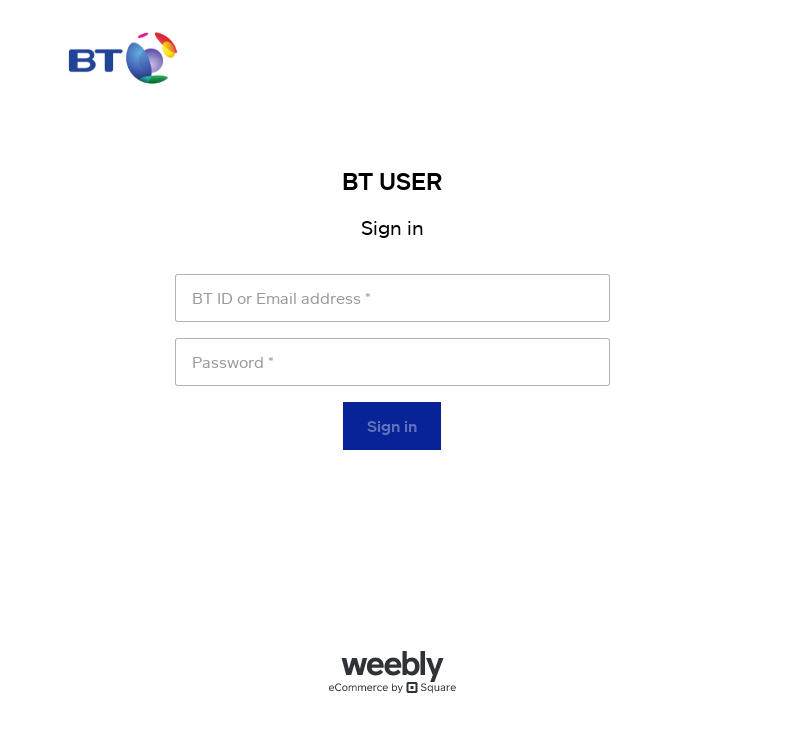 BT
BT USER
Sign in
BT ID or Email address *
Password *
Sign in
weebly
eCommerce by Square